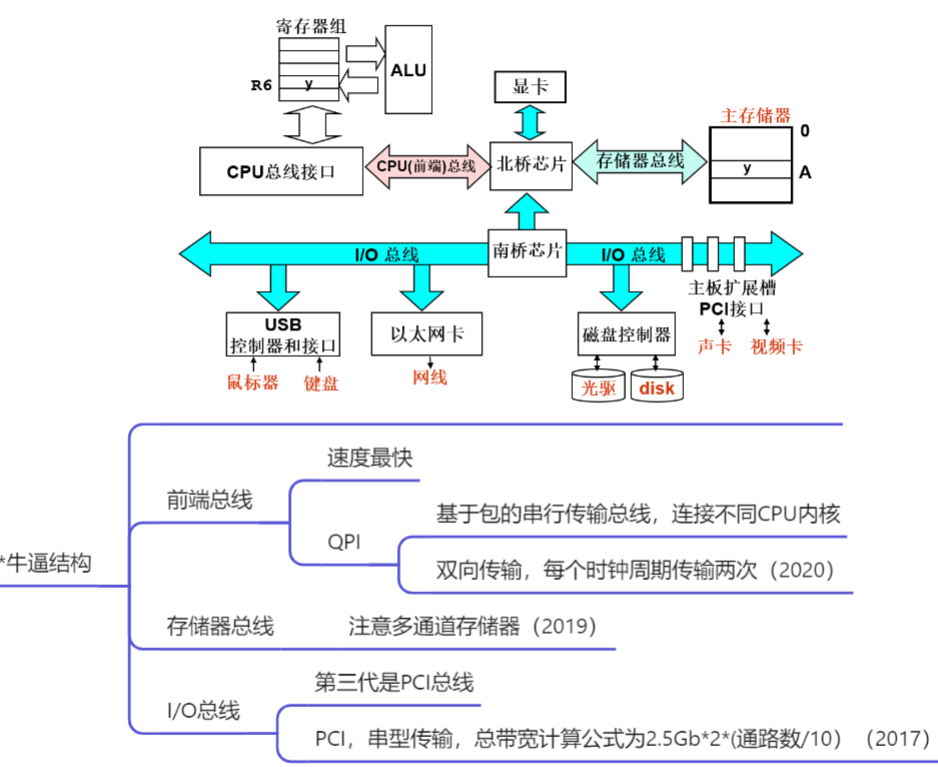 寄存器组
ALU
R6
y
显卡
主存储器
0
CPU总线接口
CPU(前端)总线
北桥芯片
存储器总线
y
A
I/O 总线
南桥芯片
I/O 总线
主板扩展槽
PCI接口
USB
控制器和接口
以太网卡
磁盘控制器
声卡
视频卡
鼠标器
键盘
网线
光驱
disk
速度最快
前端总线
基于包的串行传输总线，连接不同CPU内核
QPI
*牛逼结构
双向传输，每个时钟周期传输两次（2020）
存储器总线
注意多通道存储器（2019）
第三代是PCI总线
I/O总线
PCI，串型传输，总带宽计算公式为2.5Gb*2*(通路数/10）（2017）